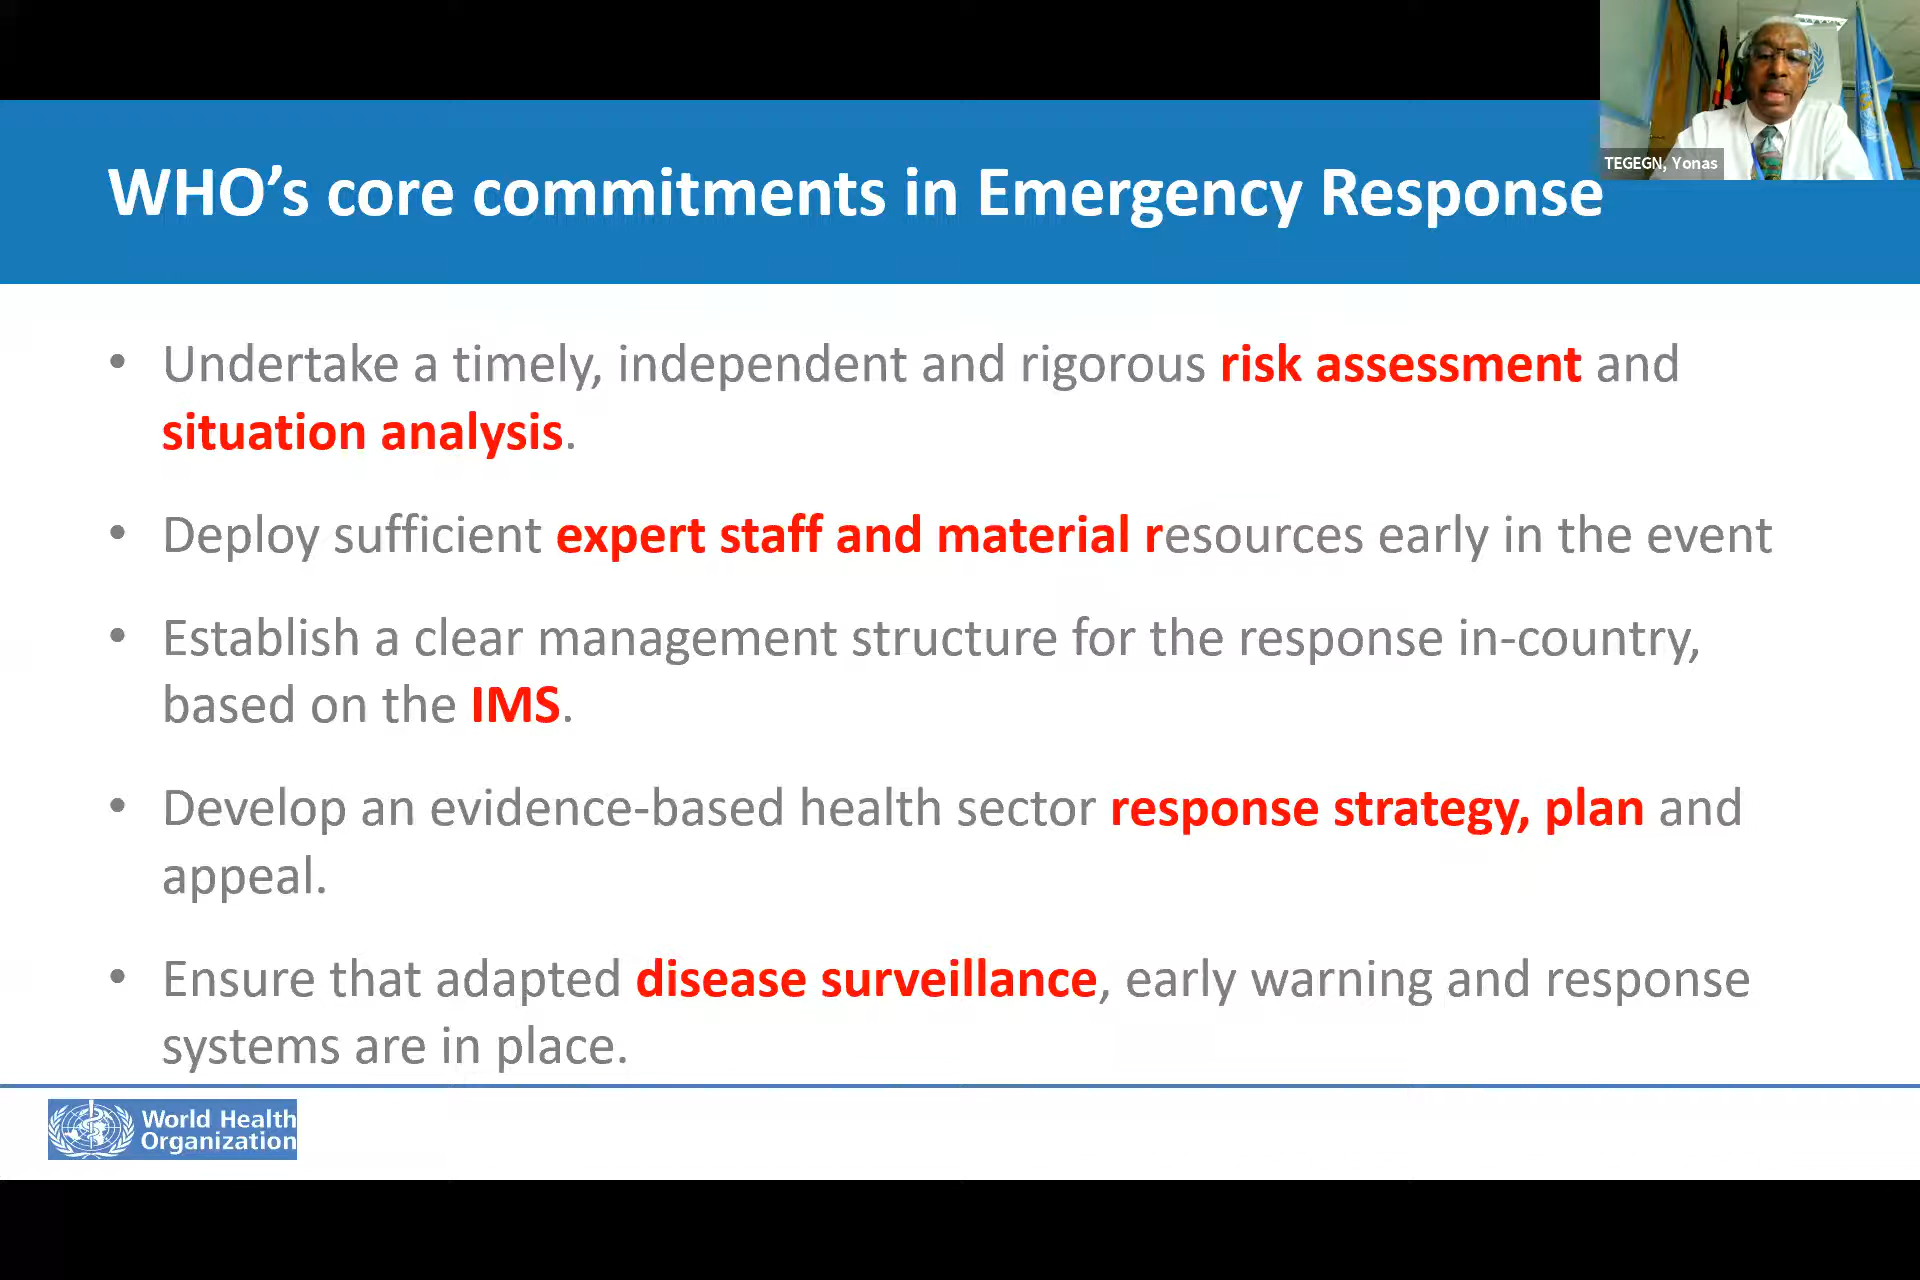 TEGEGN, Yonas
WHO’s core commitments in Emergency Response
• Undertake a timely, independent and rigorous risk assessment and
situation analysis.
• Deploy sufficient expert staff and material resources early in the event
• Establish a clear management structure for the response in-country,
based on the IMS.
• Develop an evidence-based health sector response strategy, plan and
appeal.
• Ensure that adapted disease surveillance, early warning and response
systems are in place.
World Health
Organization